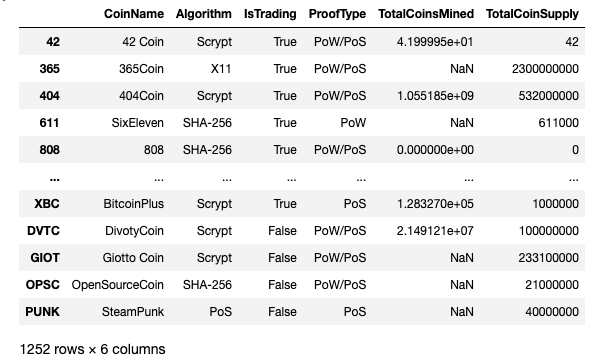 CoinName Algorithm IsTrading ProofType TotalCoinsMined TotalCoinSupply
42 42 Coin Scrypt True PoW/PoS 4.199995e+01 42
365 365Coin X11 True PoW/PoS NaN 2300000000
404 404Coin Scrypt True PoW/PoS 1.055185e+09 532000000
611 SixEleven SHA-256 True PoW NaN 611000
808 808 SHA-256 True PoW/PoS 0.000000e+00 0
... ... ... ... ... ... ...
XBC BitcoinPlus Scrypt True PoS 1.283270e+05 1000000
DVTC DivotyCoin Scrypt False PoW/PoS 2.149121e+07 100000000
GIOT Giotto Coin Scrypt False PoW/PoS NaN 233100000
OPSC OpenSourceCoin SHA-256 False PoW/PoS NaN 21000000
PUNK SteamPunk PoS False PoS NaN 40000000
1252 rows × 6 columns